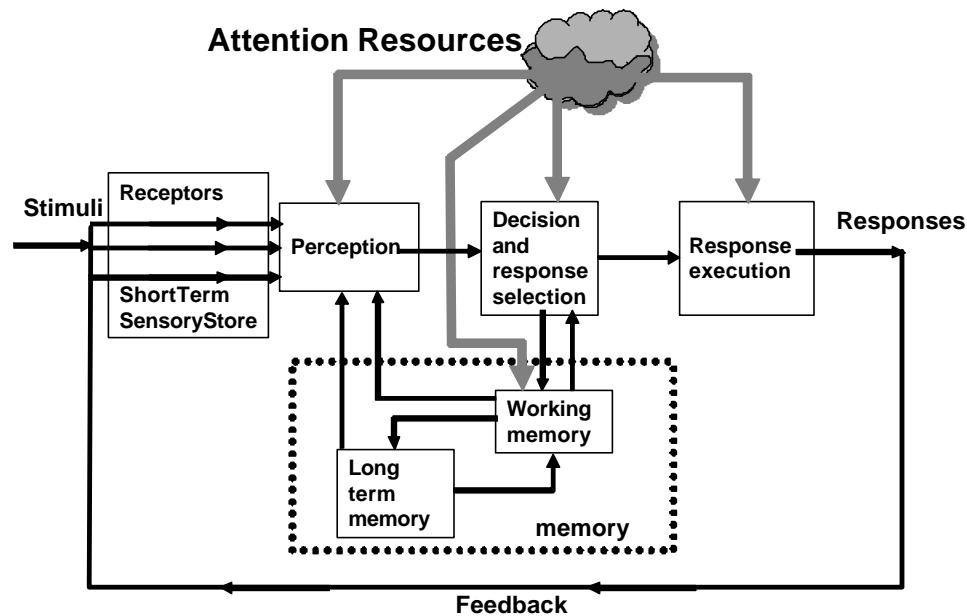 Attention Resources
Stimuli
Receptors
ShortTerm
SensoryStore
Perception
Decision
and
response
selection
Response
execution
Responses
Working
memory
Long
term
memory
memory
Feedback